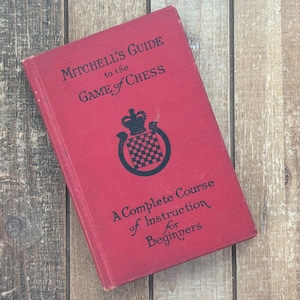 MITCHELL'S GUIDE
to the
GAME of CHESS
A Complete Course
of Instruction
for
Beginners